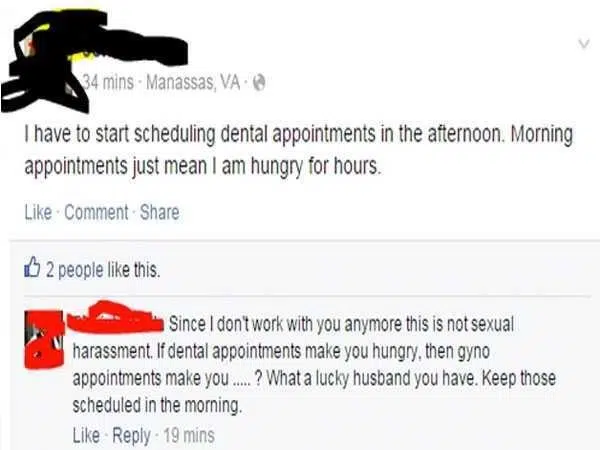 34 mins · Manassas, VA ·
I have to start scheduling dental appointments in the afternoon. Morning
appointments just mean I am hungry for hours.
Like · Comment · Share
2 people like this.
Since I don't work with you anymore this is not sexual
harassment. If dental appointments make you hungry, then gyno
appointments make you ..... ? What a lucky husband you have. Keep those
scheduled in the morning.
Like · Reply · 19 mins